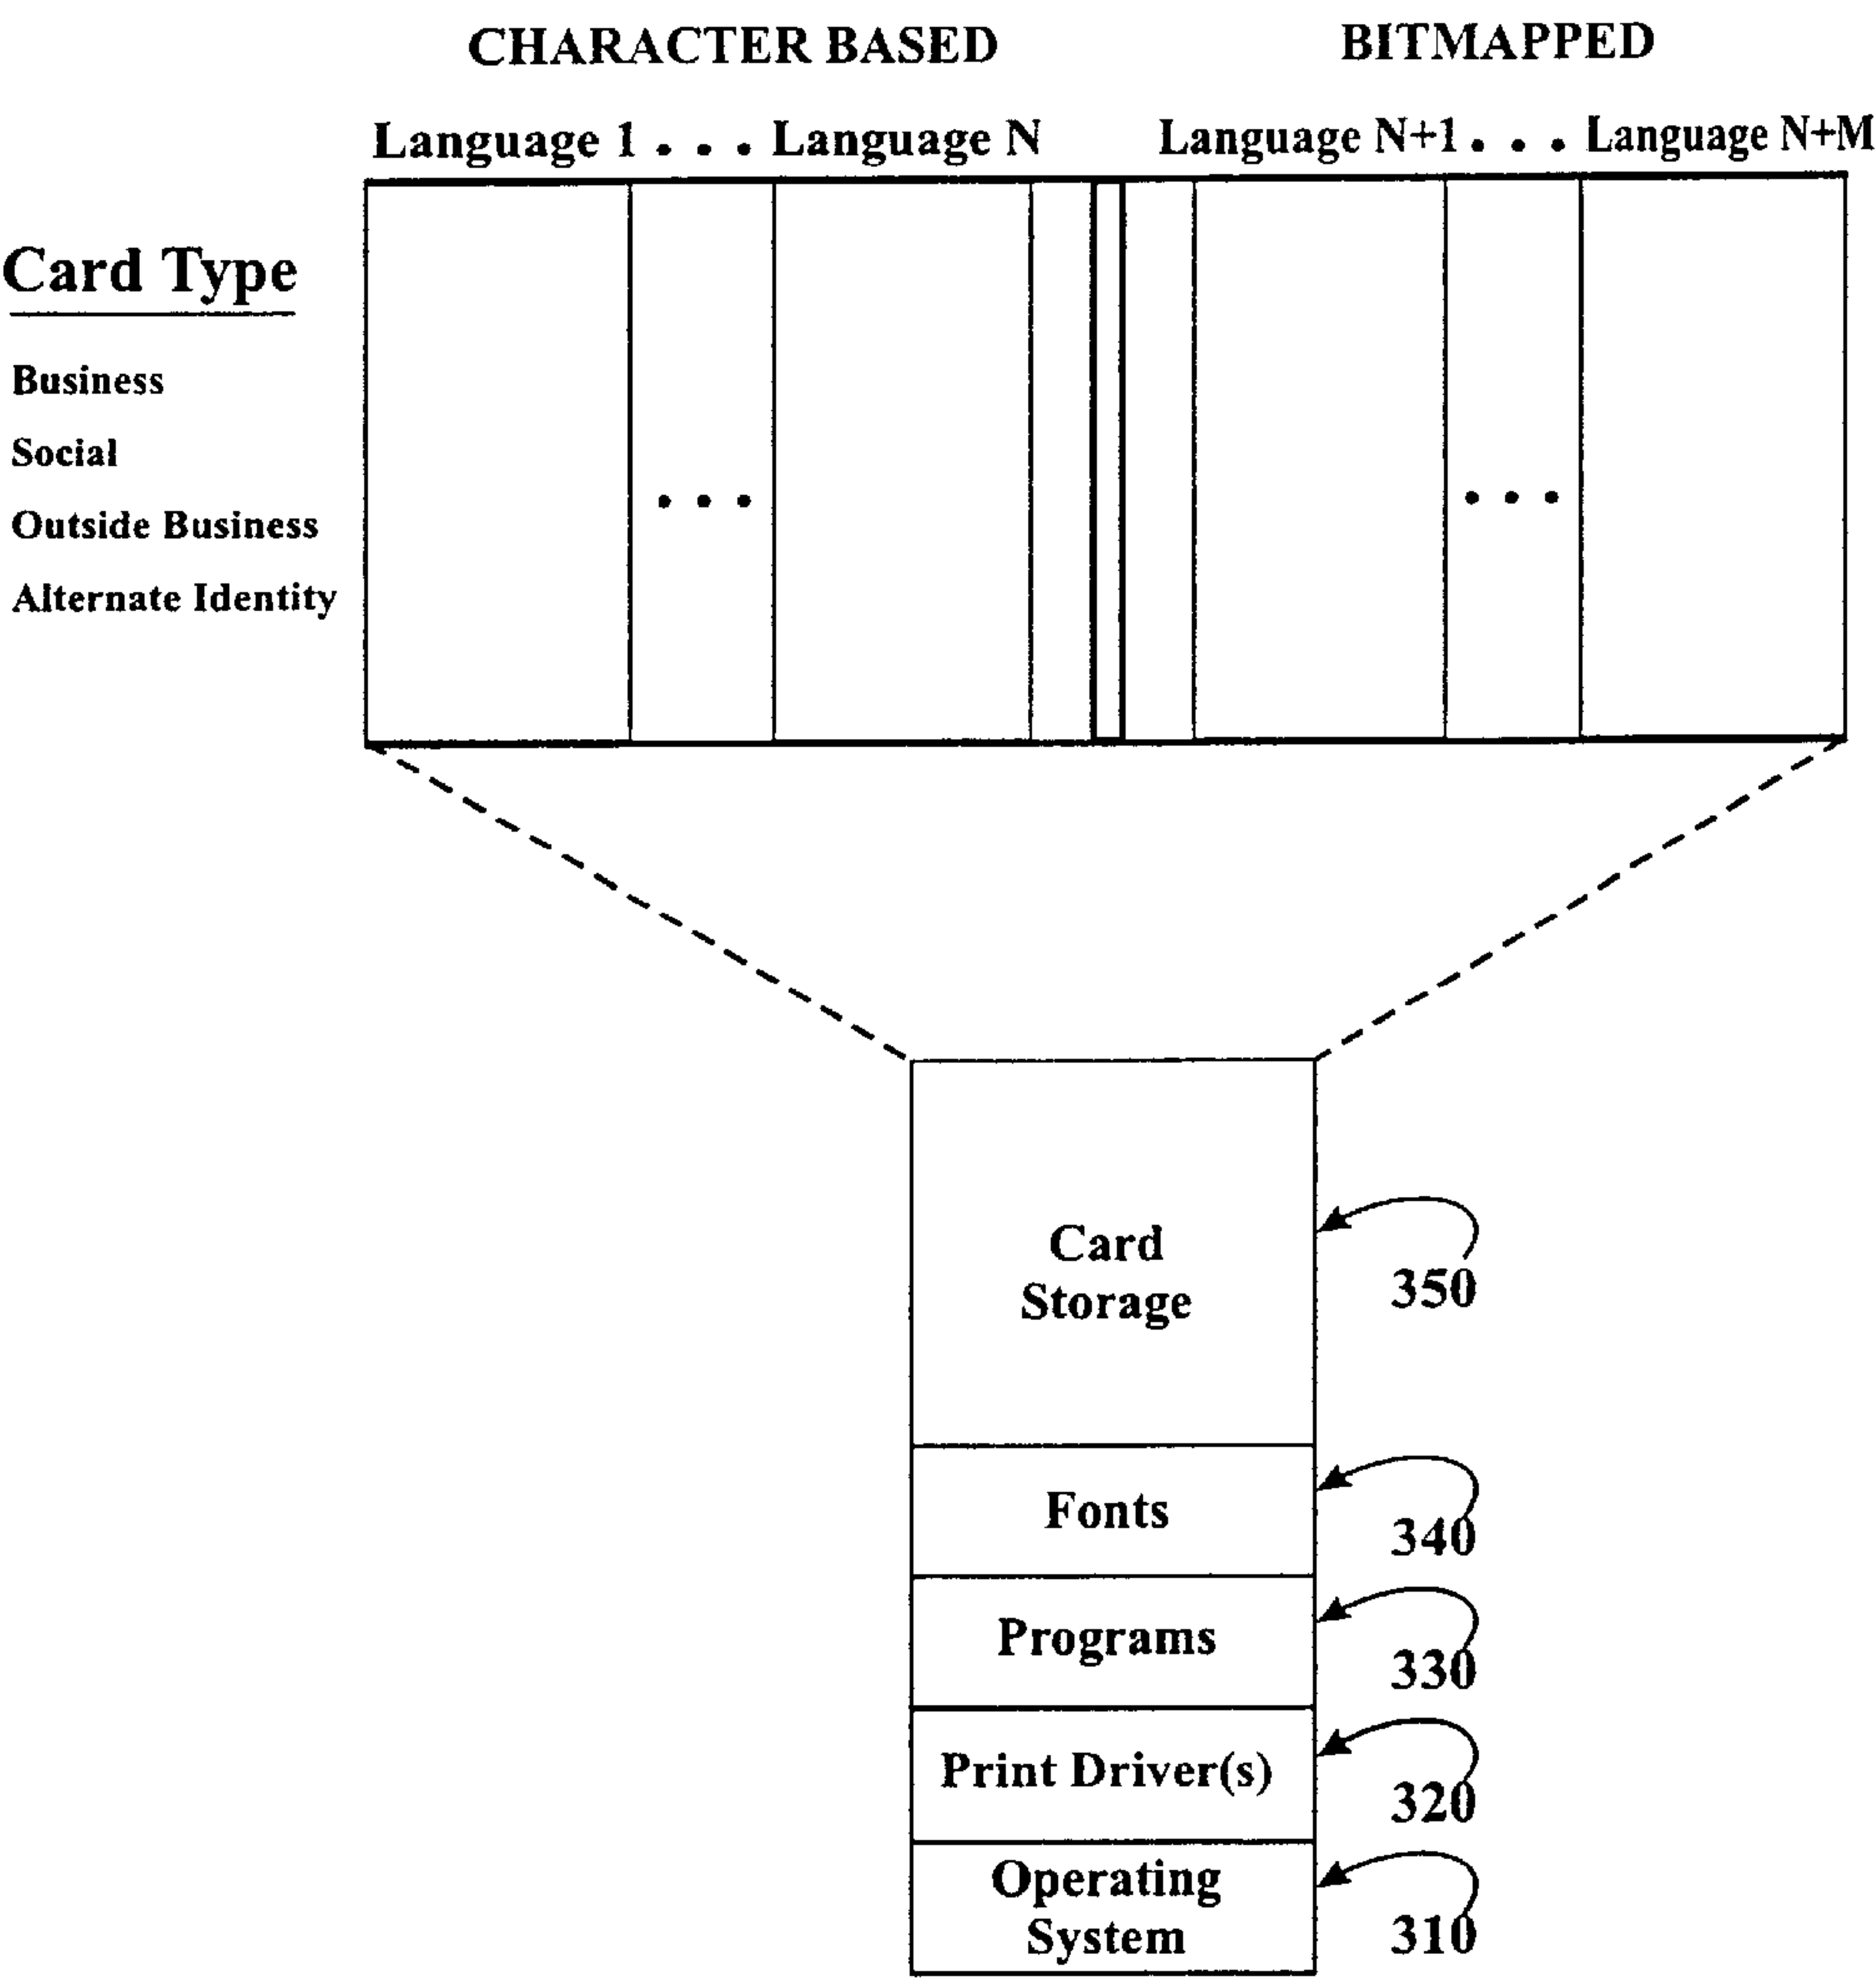 CHARACTER BASED BITMAPPED
Language 1 . . . Language N Language N+1 . . . Language N+M
Card Type
Business
Social
. . . . . .
Outside Business
Alternate Identity
Card
Storage
350
Fonts
340
Programs
330
Print Driver(s)
320
Operating
System
310